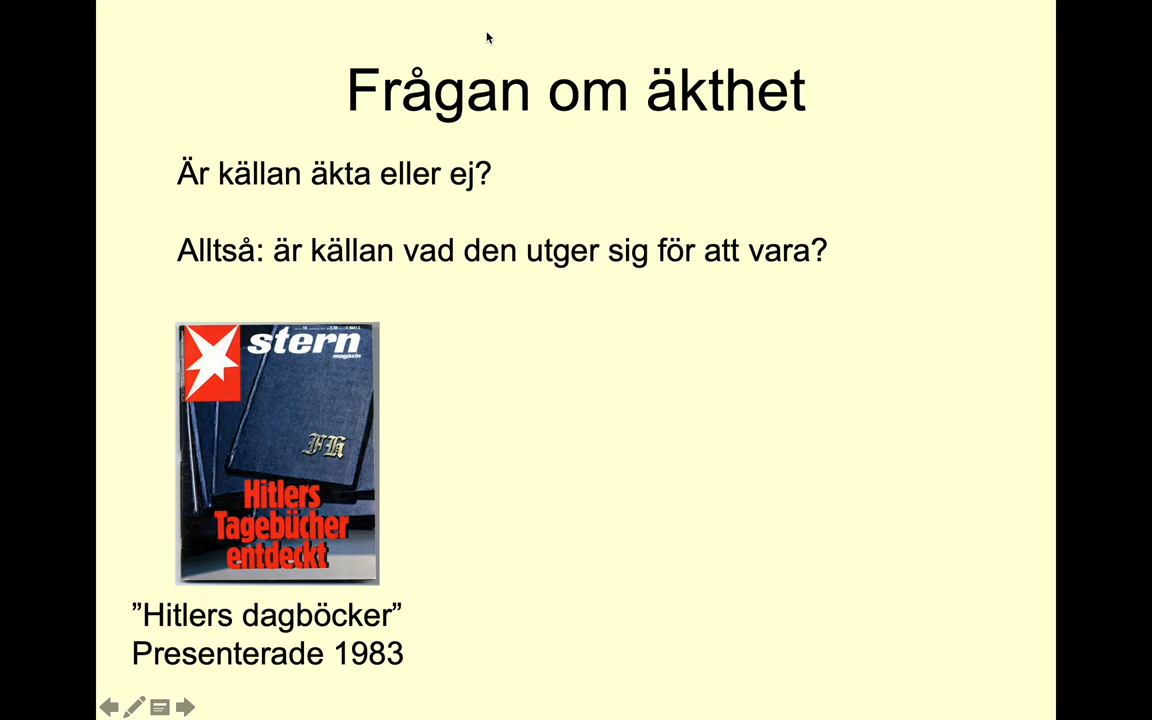 Frågan om äkthet
Är källan äkta eller ej?
Alltså: är källan vad den utger sig för att vara?
stern
magazin
FH
Hitlers
Tagebücher
entdeckt
”Hitlers dagböcker”
Presenterade 1983